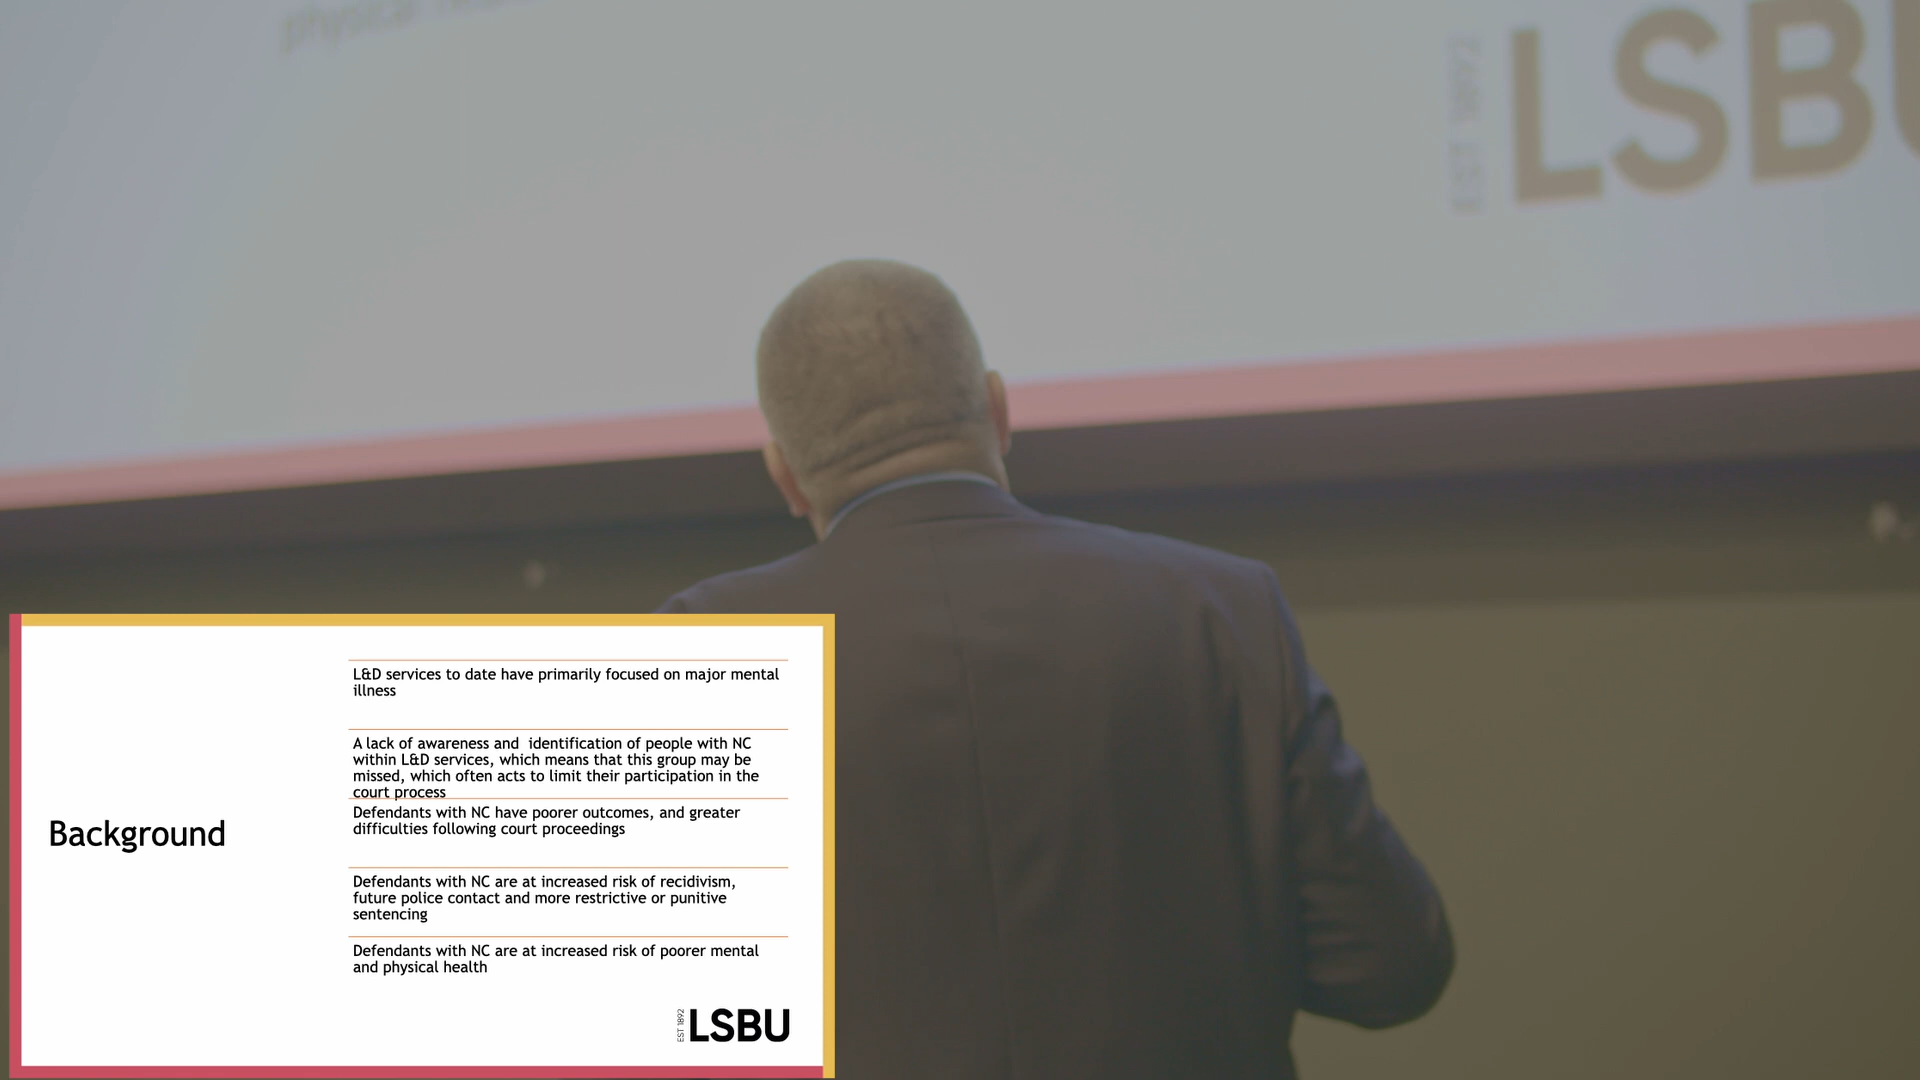 physical
EST 1892
LSBU
L&D services to date have primarily focused on major mental
illness
A lack of awareness and  identification of people with NC
within L&D services, which means that this group may be
missed, which often acts to limit their participation in the
court process
Defendants with NC have poorer outcomes, and greater
difficulties following court proceedings
Background
Defendants with NC are at increased risk of recidivism,
future police contact and more restrictive or punitive
sentencing
Defendants with NC are at increased risk of poorer mental
and physical health
EST 1892
LSBU